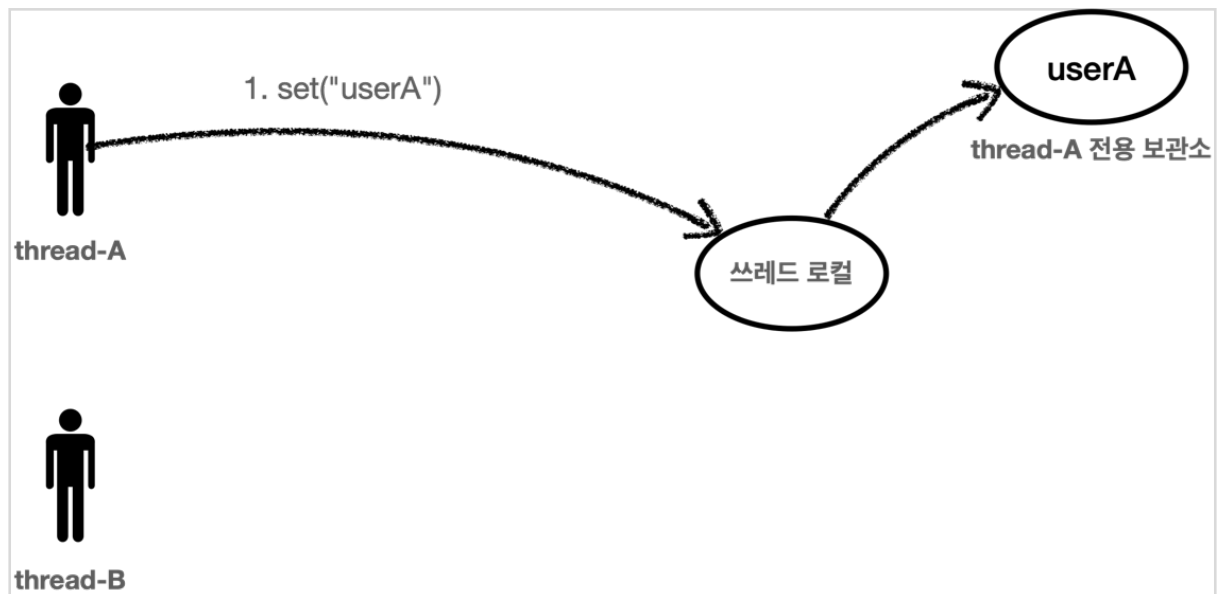 1. set("userA")
userA
thread-A 전용 보관소
thread-A
쓰레드 로컬
thread-B